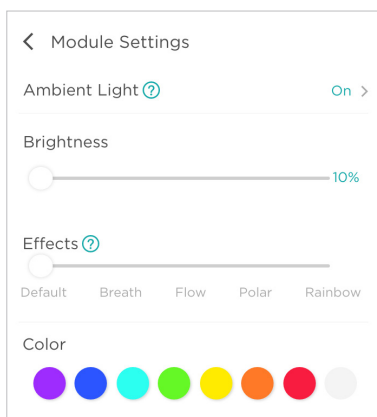 Module Settings
Ambient Light ? On
Brightness
10%
Effects ?
Default Breath Flow Polar Rainbow
Color